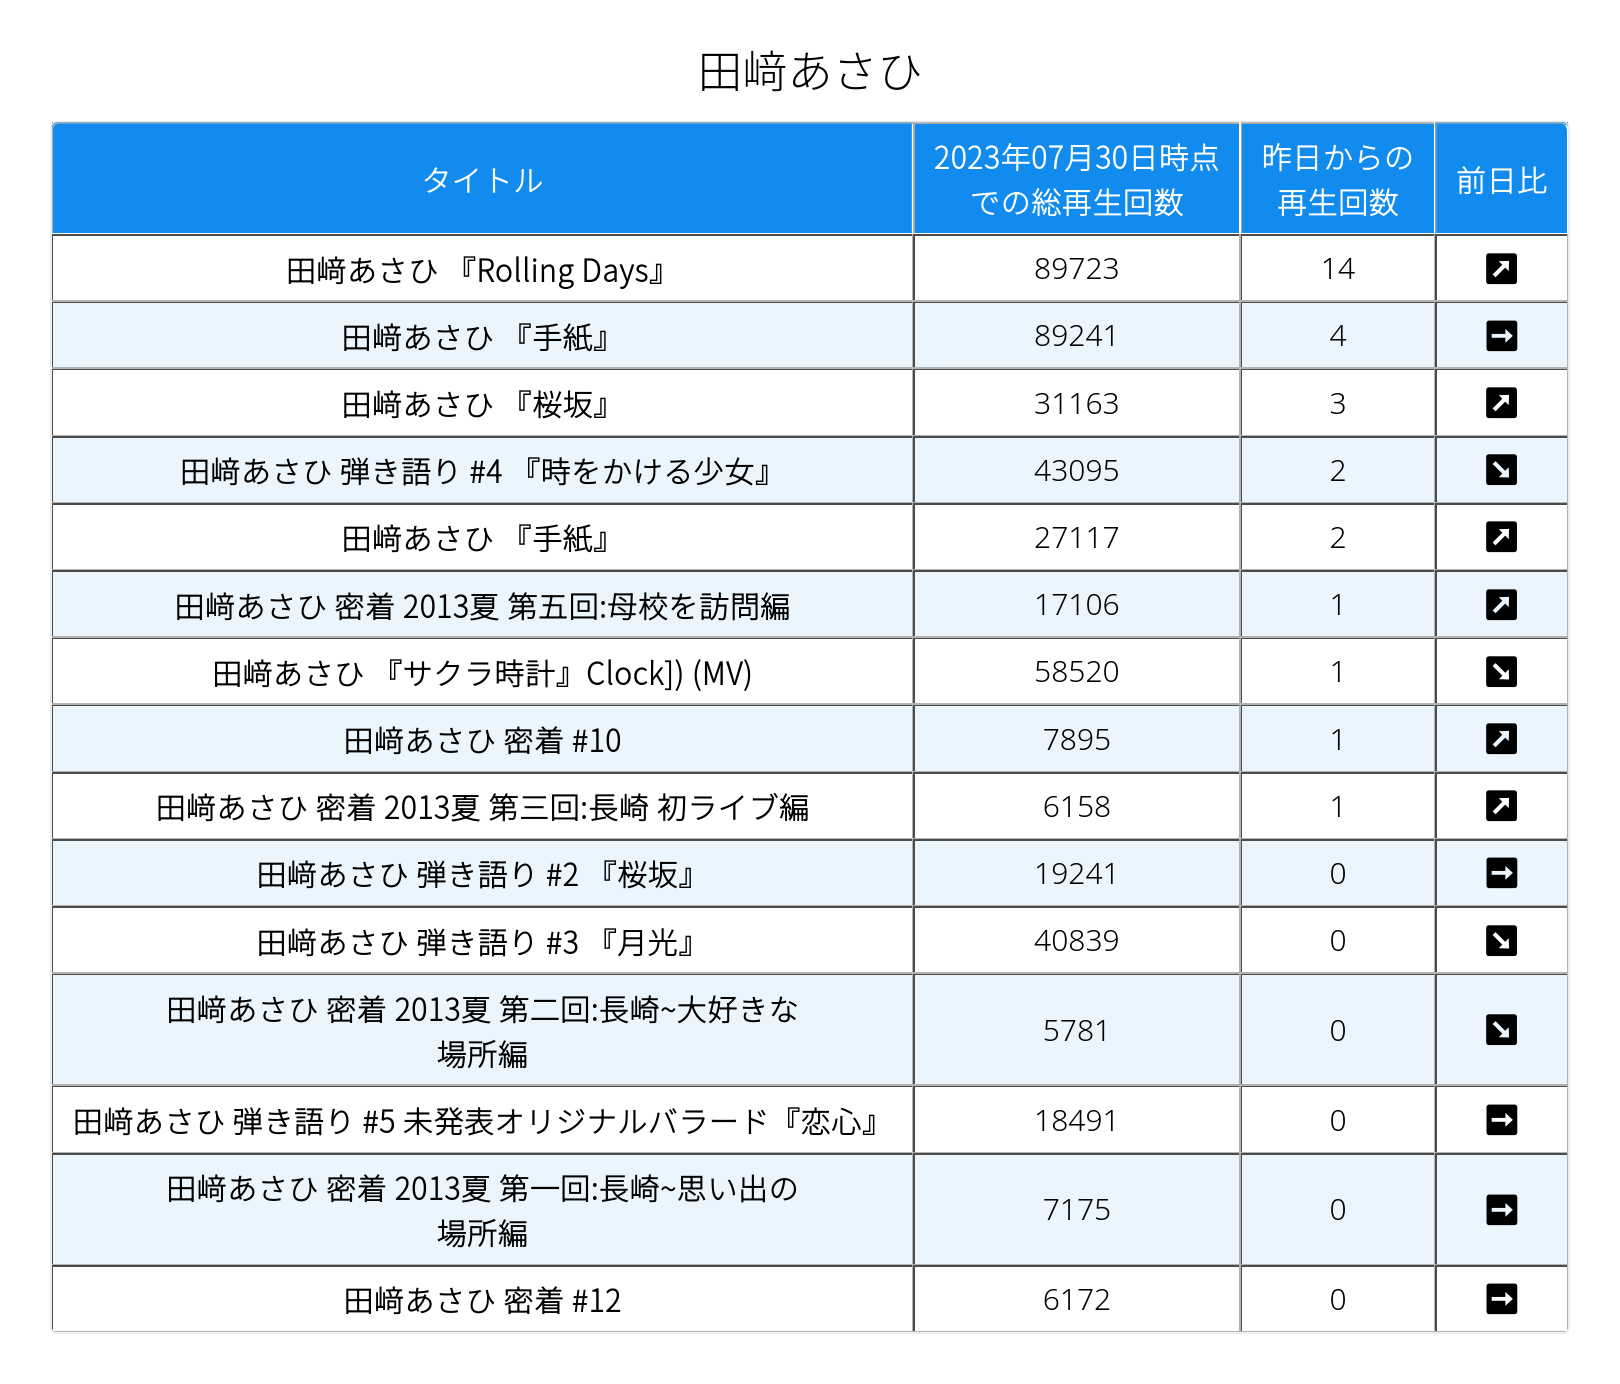 田﨑あさひ
タイトル
2023年07月30日時点
での総再生回数
昨日からの
再生回数
前日比
田﨑あさひ 『Rolling Days』 89723 14 ↗
田﨑あさひ 『手紙』 89241 4 →
田﨑あさひ 『桜坂』 31163 3 ↗
田﨑あさひ 弾き語り #4 『時をかける少女』 43095 2 ↘
田﨑あさひ 『手紙』 27117 2 ↗
田﨑あさひ 密着 2013夏 第五回:母校を訪問編 17106 1 ↗
田﨑あさひ 『サクラ時計』Clock]) (MV) 58520 1 ↘
田﨑あさひ 密着 #10 7895 1 ↗
田﨑あさひ 密着 2013夏 第三回:長崎 初ライブ編 6158 1 ↗
田﨑あさひ 弾き語り #2 『桜坂』 19241 0 →
田﨑あさひ 弾き語り #3 『月光』 40839 0 ↘
田﨑あさひ 密着 2013夏 第二回:長崎~大好きな
場所編 5781 0 ↘
田﨑あさひ 弾き語り #5 未発表オリジナルバラード『恋心』 18491 0 →
田﨑あさひ 密着 2013夏 第一回:長崎~思い出の
場所編 7175 0 →
田﨑あさひ 密着 #12 6172 0 →